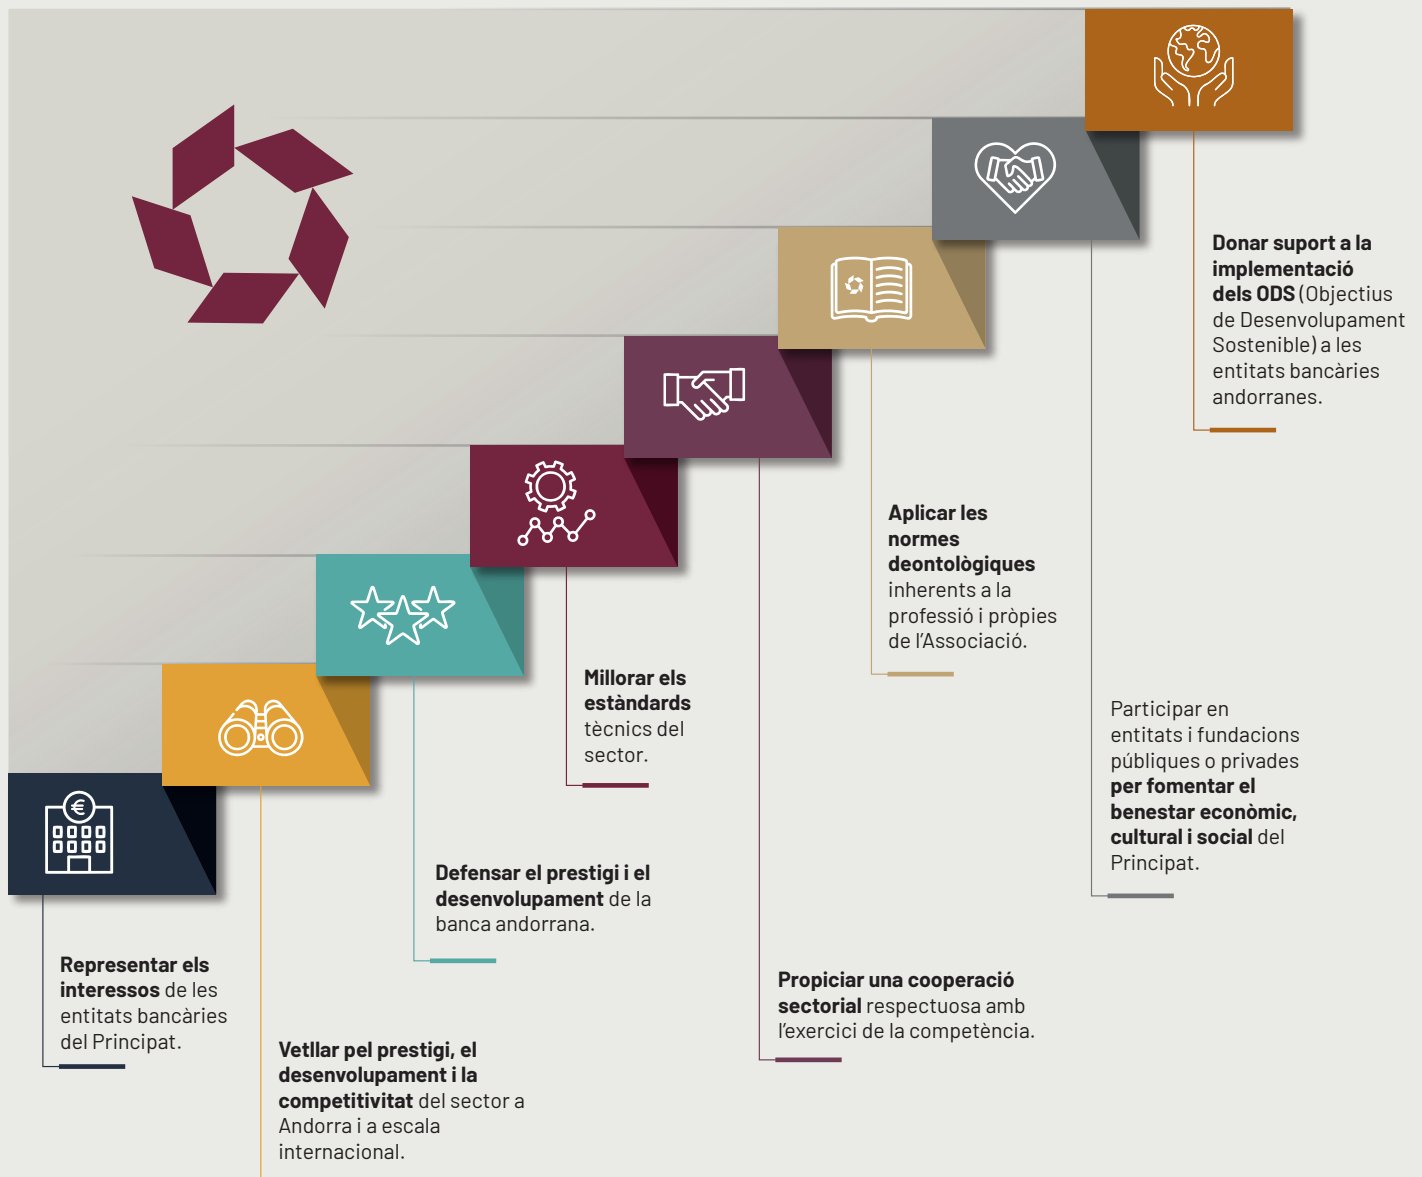 €
Donar suport a la
implementació
dels ODS (Objectius
de Desenvolupament
Sostenible) a les
entitats bancàries
andorranes.
Aplicar les
normes
deontològiques
inherents a la
professió i pròpies
de l'Associació.
Millorar els
estàndards
tècnics del
sector.
Participar en
entitats i fundacions
públiques o privades
per fomentar el
benestar econòmic,
cultural i social del
Principat.
Defensar el prestigi i el
desenvolupament de la
banca andorrana.
Representar els
interessos de les
entitats bancàries
del Principat.
Propiciar una cooperació
sectorial respectuosa amb
l'exercici de la competència.
Vetllar pel prestigi, el
desenvolupament i la
competitivitat del sector a
Andorra i a escala
internacional.